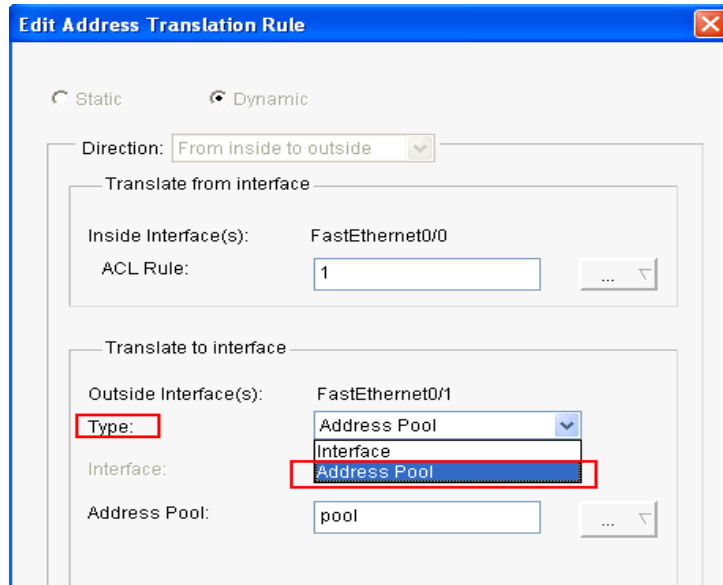 Edit Address Translation Rule
Static Dynamic
Direction: From inside to outside
Translate from interface
Inside Interface(s): FastEthernet0/0
ACL Rule: 1 ...
Translate to interface
Outside Interface(s): FastEthernet0/1
Type: Address Pool
Interface
Interface: Address Pool
Address Pool: pool ...